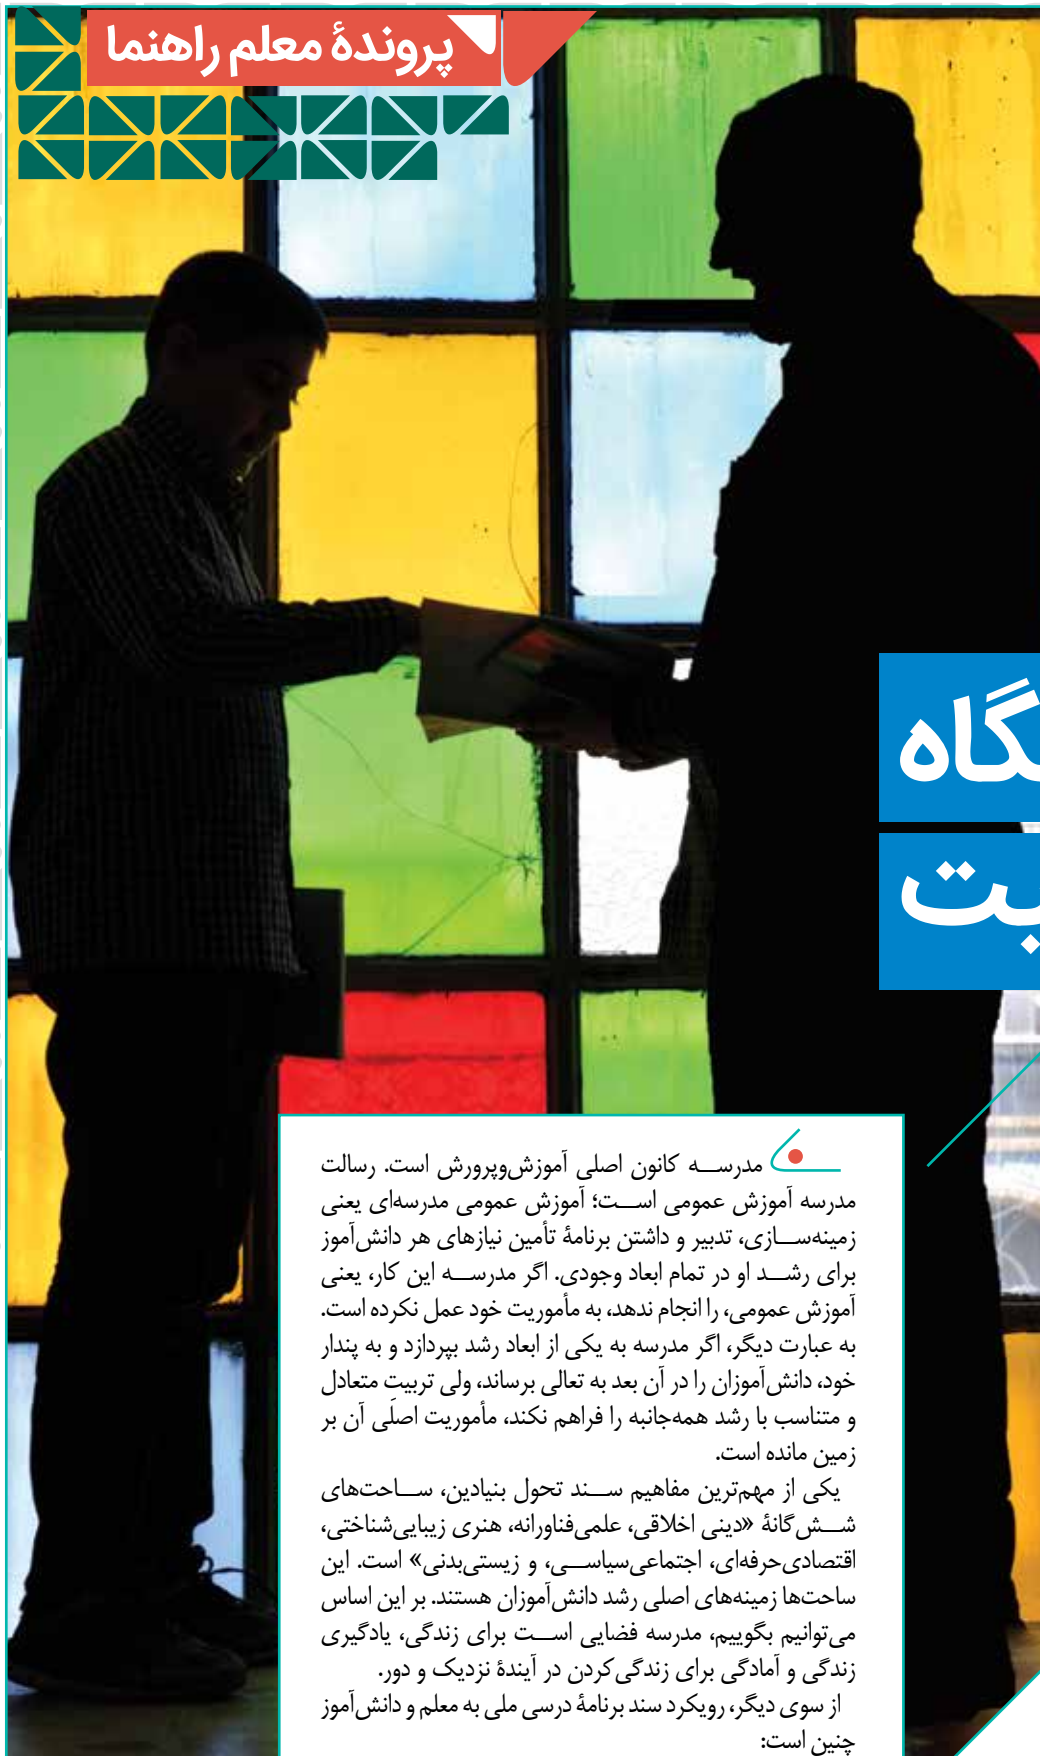 پروندهٔ معلم راهنما
مدرسه کانون اصلی آموزش‌وپرورش است. رسالت
مدرسه آموزش عمومی است؛ آموزش عمومی مدرسه‌ای یعنی
زمینه‌سازی، تدبیر و داشتن برنامهٔ تأمین نیازهای هر دانش‌آموز
برای رشد او در تمام ابعاد وجودی. اگر مدرسه این کار، یعنی
آموزش عمومی، را انجام ندهد، به مأموریت خود عمل نکرده است.
به عبارت دیگر، اگر مدرسه به یکی از ابعاد رشد بپردازد و به پندار
خود، دانش‌آموزان را در آن بعد به تعالی برساند، ولی تربیت متعادل
و متناسب با رشد همه‌جانبه را فراهم نکند، مأموریت اصلی آن بر
زمین مانده است.
یکی از مهم‌ترین مفاهیم سند تحول بنیادین، ساحت‌های
شش‌گانهٔ «دینی اخلاقی، علمی‌فناورانه، هنری زیبایی‌شناختی،
اقتصادی‌حرفه‌ای، اجتماعی‌سیاسی، و زیستی‌بدنی» است. این
ساحت‌ها زمینه‌های اصلی رشد دانش‌آموزان هستند. بر این اساس
می‌توانیم بگوییم، مدرسه فضایی است برای زندگی، یادگیری
زندگی و آمادگی برای زندگی‌کردن در آیندهٔ نزدیک و دور.
از سوی دیگر، رویکرد سند برنامهٔ درسی ملی به معلم و دانش‌آموز
چنین است: